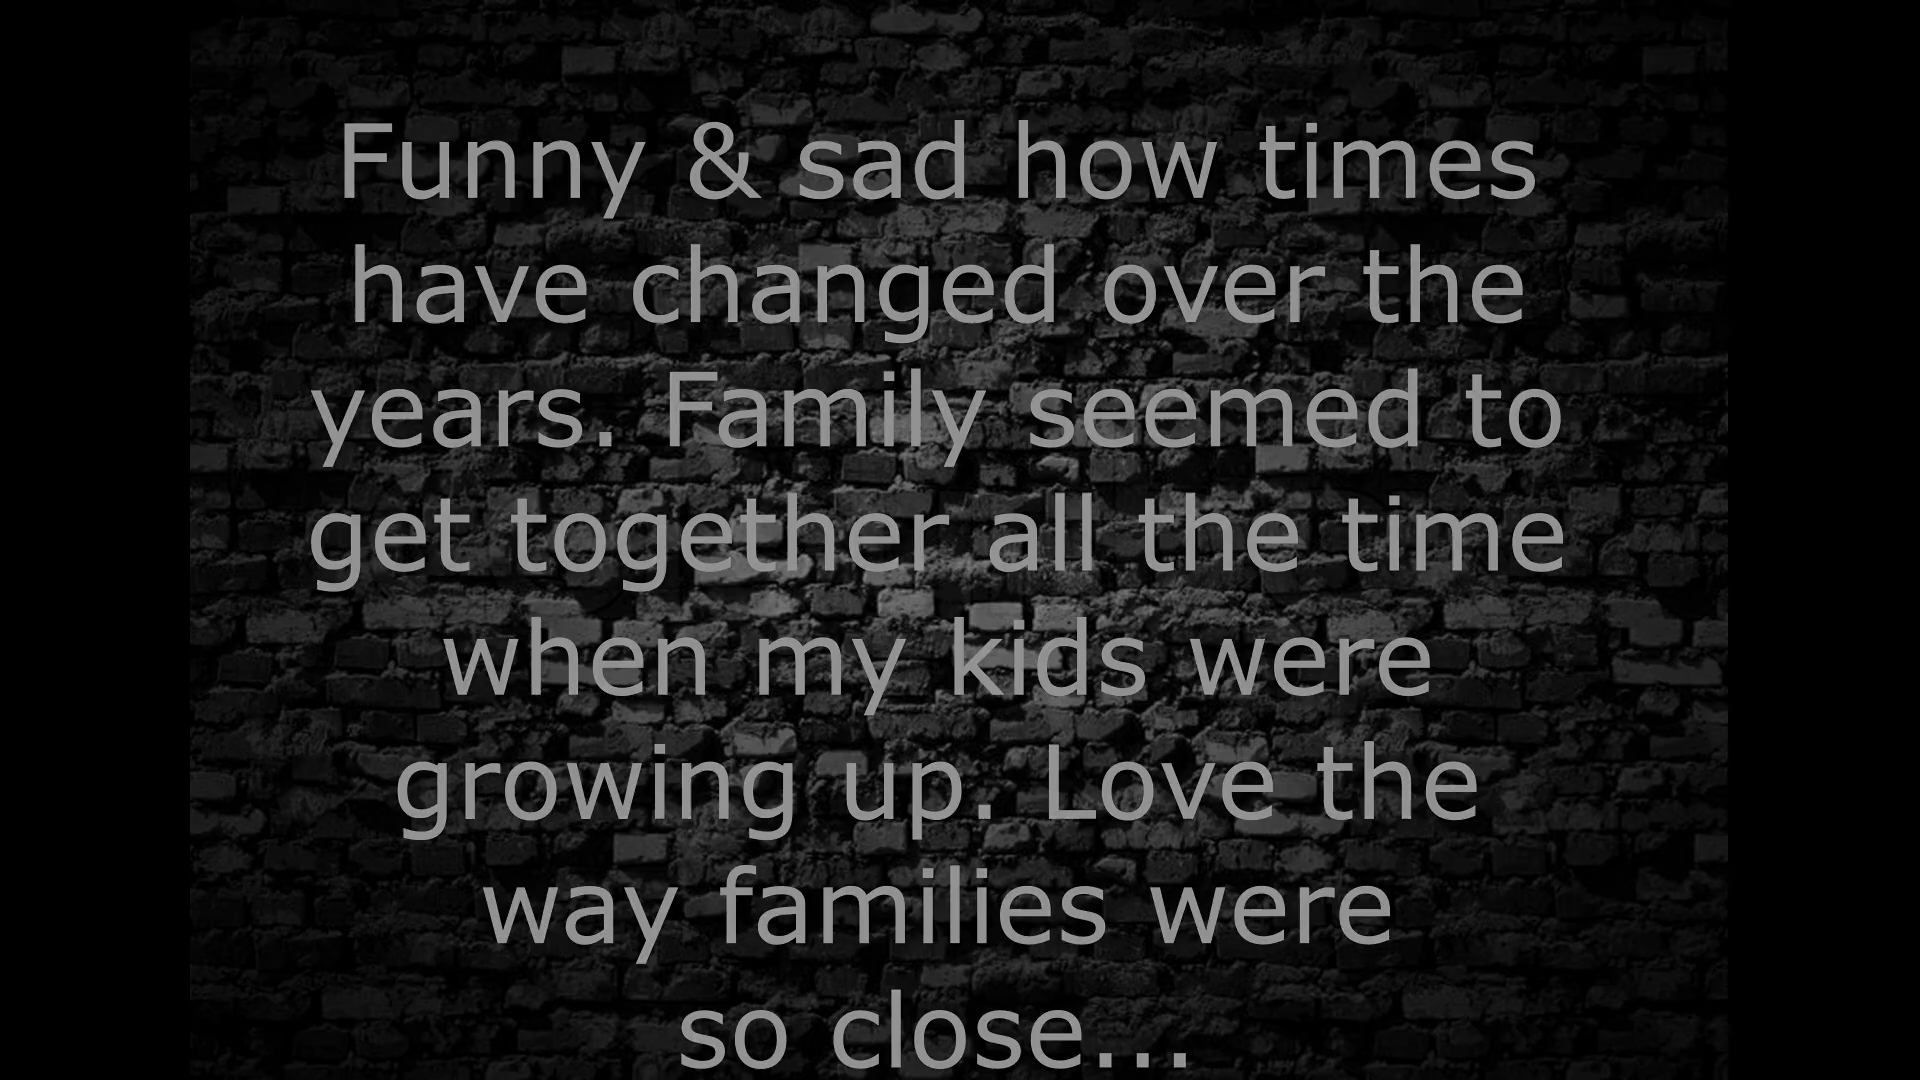 Funny & sad how times
have changed over the
years. Family seemed to
get together all the time
when my kids were
growing up. Love the
way families were
so close...